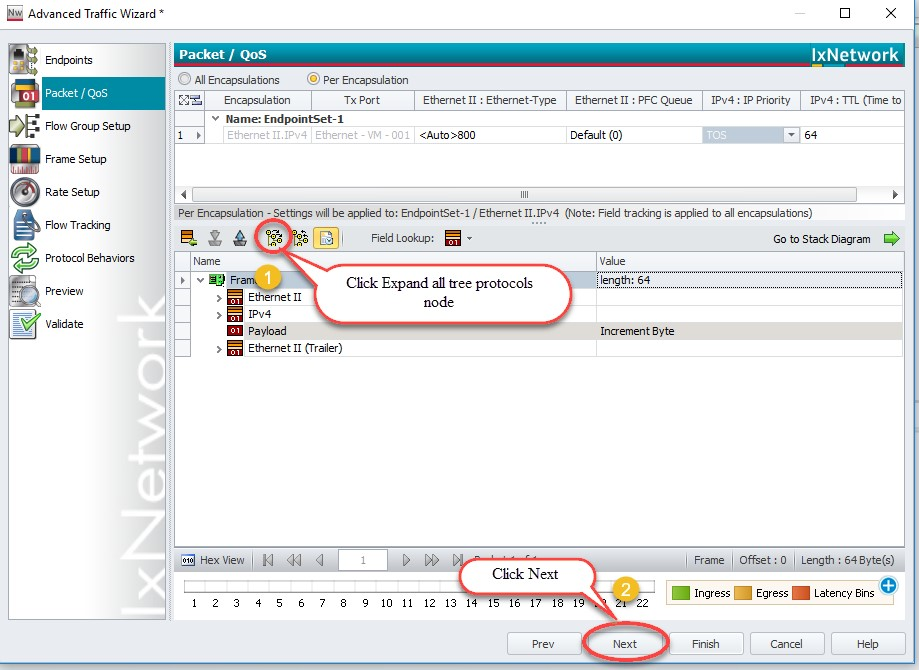 Nw Advanced Traffic Wizard *
Endpoints
Packet / QoS
Flow Group Setup
Frame Setup
Rate Setup
Flow Tracking
Protocol Behaviors
Preview
Validate
IxNetwork
Packet / QoS IxNetwork
All Encapsulations Per Encapsulation
Encapsulation Tx Port Ethernet II : Ethernet-Type Ethernet II : PFC Queue IPv4 : IP Priority IPv4 : TTL (Time to
Name: EndpointSet-1
1 Ethernet II.IPv4 Ethernet - VM - 001 <Auto>800 Default (0) TOS 64
Per Encapsulation - Settings will be applied to: EndpointSet-1 / Ethernet II.IPv4 (Note: Field tracking is applied to all encapsulations)
Field Lookup: Go to Stack Diagram
Name Value
Frame 1 length: 64
Click Expand all tree protocols
node
Ethernet II
IPv4
Payload Increment Byte
Ethernet II (Trailer)
Hex View 1 Frame Offset : 0 Length : 64 Byte(s)
Click Next
2
Ingress Egress Latency Bins
1 2 3 4 5 6 7 8 9 10 11 12 13 14 15 16 17 18 19 21 22
Prev Next Finish Cancel Help